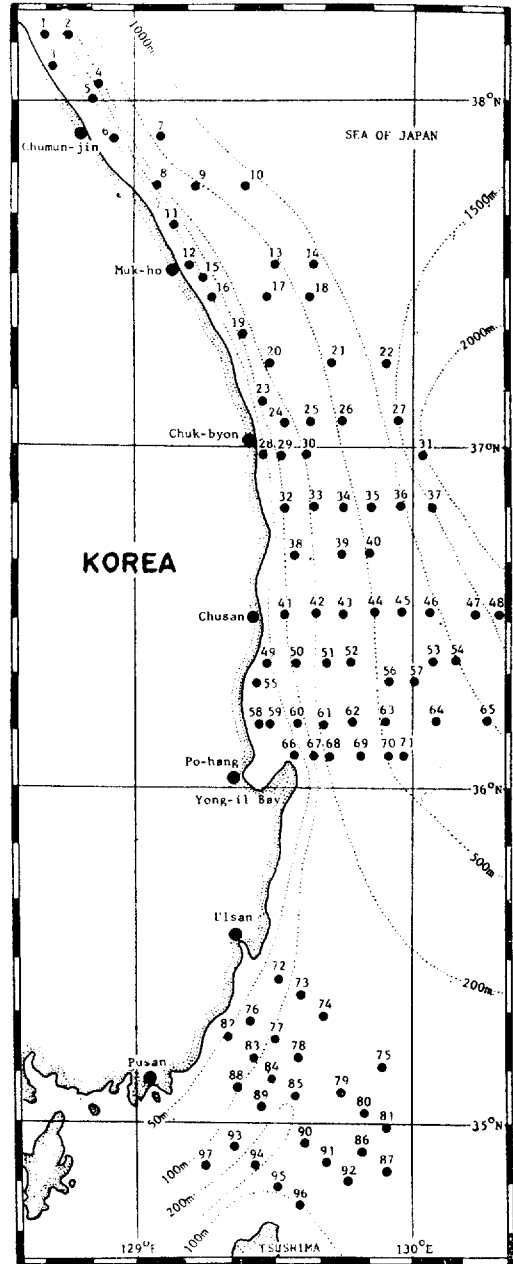 1 2
1000m.
3
4
5
38°N
6 7
SEA OF JAPAN
Chumun-jin
8 9 10
1500m.
11
12 13 14
Muk-ho
15
16 17 18
2000m.
19
20 21 22
23
24 25 26 27
Chuk-byon
37°N
28 29 30 31
32 33 34 35 36 37
38 39 40
KOREA
41 42 43 44 45 46 47 48
Chusan
49 50 51 52 53 54
55 56 57
58 59 60 61 62 63 64 65
66 67 68 69 70 71
Po-hang
36°N
Yong-il Bay
500m.
Ulsan
72
73
200m.
74
76
82 77
83 78
75
Pusan
84
88 85 79
89 80
50m.
81
35°N
93 90
100m.
97 94 91 86
87
200m.
95 92
96
100m.
129°E TSUSHIMA 130°E